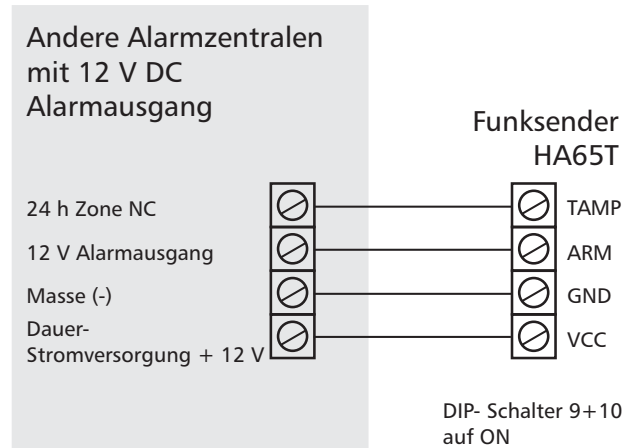 Andere Alarmzentralen
mit 12 V DC
Alarmausgang
Funksender
HA65T
24 h Zone NC
TAMP
12 V Alarmausgang
ARM
Masse (-)
GND
Dauer-
Stromversorgung + 12 V
VCC
DIP- Schalter 9+10
auf ON